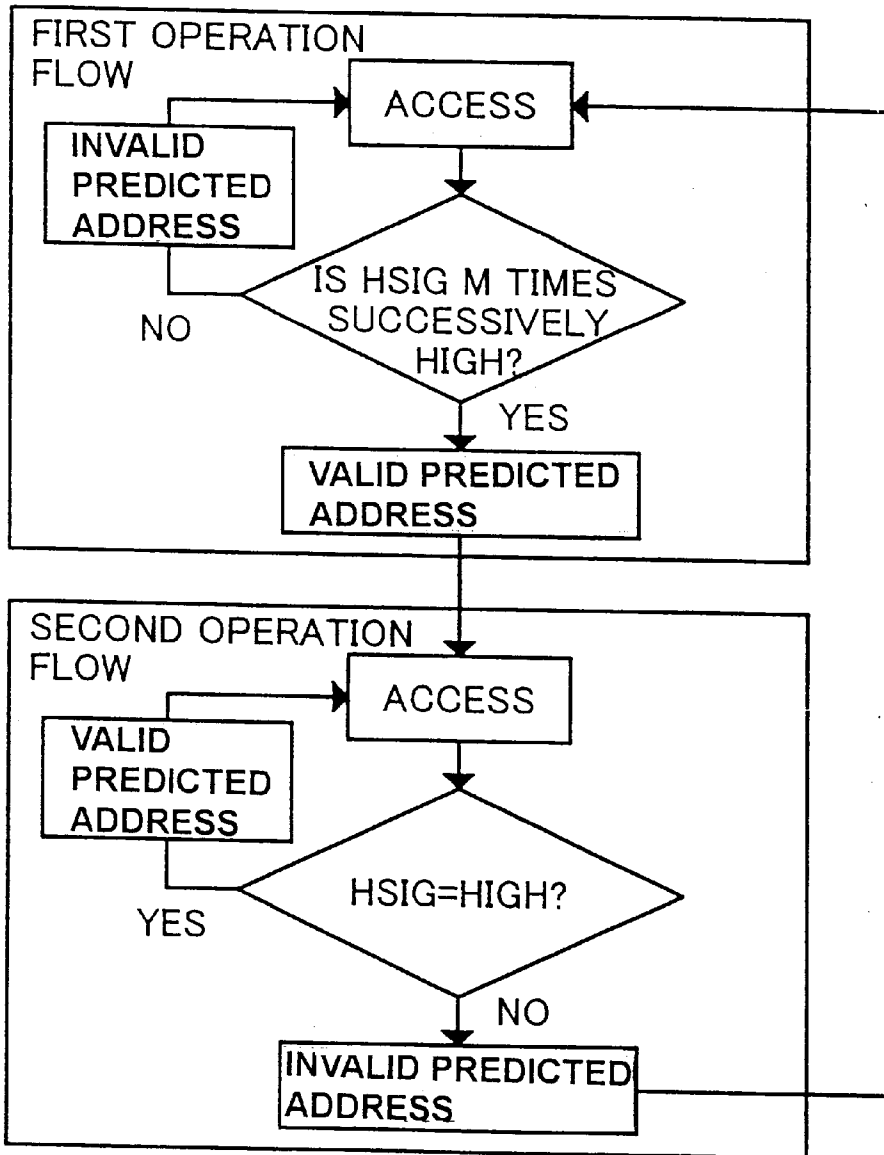 FIRST OPERATION
FLOW
ACCESS
INVALID
PREDICTED
ADDRESS
IS HSIG M TIMES
SUCCESSIVELY
HIGH?
NO
YES
VALID PREDICTED
ADDRESS
SECOND OPERATION
FLOW
ACCESS
VALID
PREDICTED
ADDRESS
HSIG=HIGH?
YES
NO
INVALID PREDICTED
ADDRESS